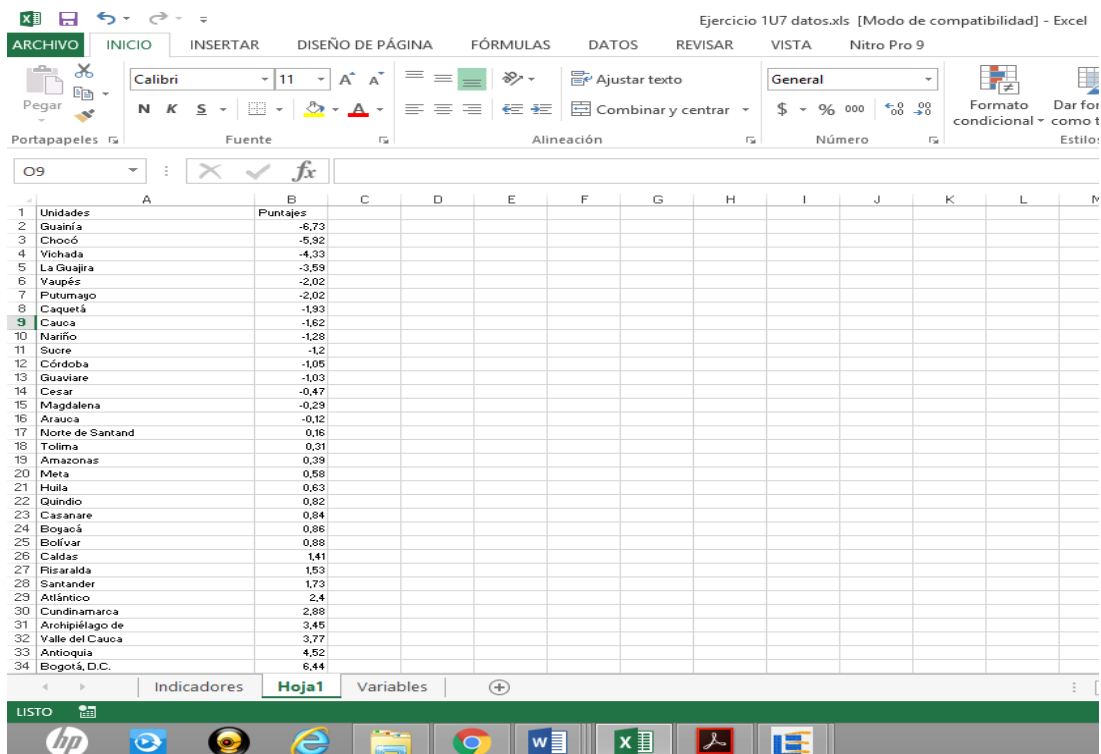 Ejercicio 1U7 datos.xls [Modo de compatibilidad] - Excel
ARCHIVO INICIO INSERTAR DISEÑO DE PÁGINA FÓRMULAS DATOS REVISAR VISTA Nitro Pro 9
Calibri 11 Ajustar texto General
Pegar N K S A Combinar y centrar $ % 000 Formato condicional Dar for como t
Portapapeles Fuente Alineación Número Estilos
O9 fx
A B C D E F G H I J K L M
1 Unidades Puntajes
2 Guainía -6,73
3 Chocó -5,92
4 Vichada -4,33
5 La Guajira -3,59
6 Vaupés -2,02
7 Putumayo -2,02
8 Caquetá -1,93
9 Cauca -1,62
10 Nariño -1,28
11 Sucre -1,2
12 Córdoba -1,05
13 Guaviare -1,03
14 Cesar -0,47
15 Magdalena -0,29
16 Arauca -0,12
17 Norte de Santand 0,16
18 Tolima 0,31
19 Amazonas 0,39
20 Meta 0,58
21 Huila 0,63
22 Quindio 0,82
23 Casanare 0,84
24 Boyacá 0,86
25 Bolívar 0,88
26 Caldas 1,41
27 Risaralda 1,53
28 Santander 1,73
29 Atlántico 2,4
30 Cundinamarca 2,88
31 Archipiélago de 3,45
32 Valle del Cauca 3,77
33 Antioquia 4,52
34 Bogotá, D.C. 6,44
Indicadores Hoja1 Variables
LISTO
hp